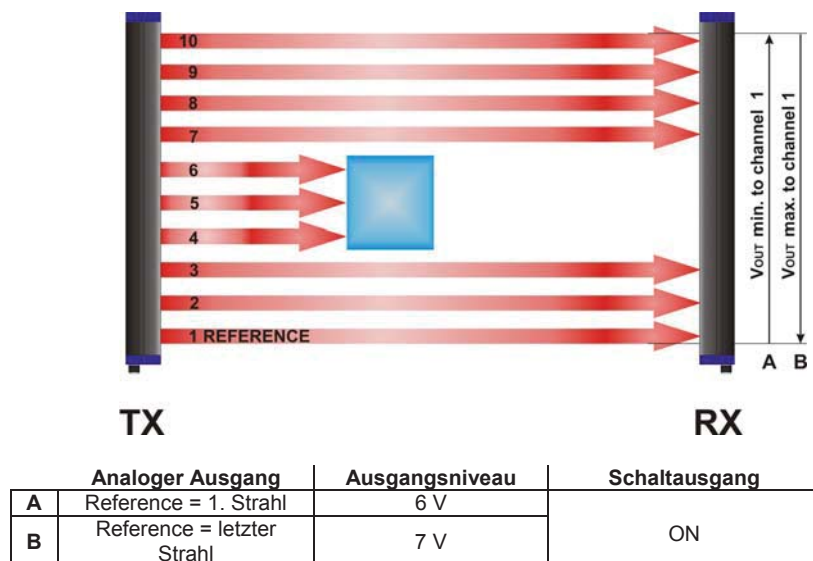 10
9
8
7
6
5
4
3
2
1 REFERENCE
VOUT min. to channel 1
VOUT max. to channel 1
A B
TX RX
Analoger Ausgang Ausgangsniveau Schaltausgang
A Reference = 1. Strahl 6 V
B Reference = letzter Strahl 7 V ON